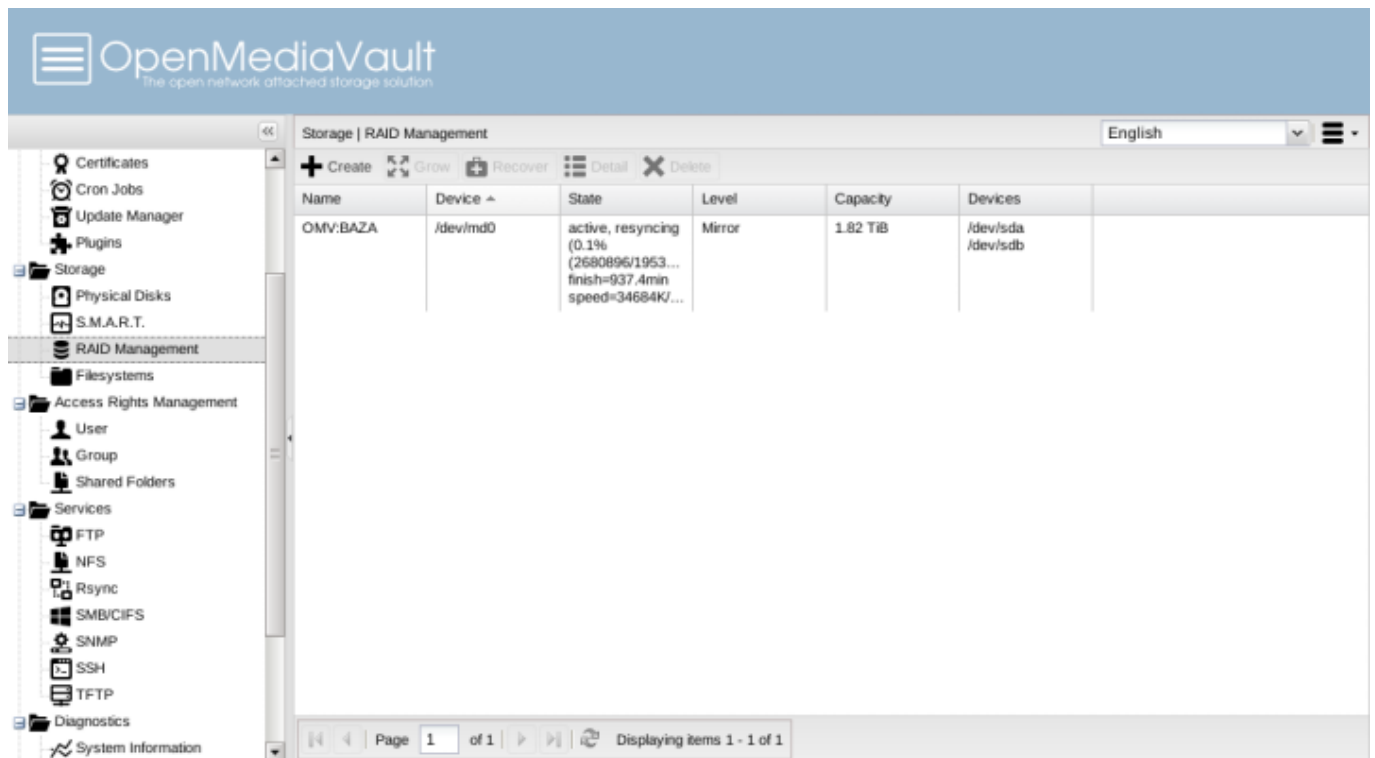 OpenMediaVault
The open network attached storage solution
Storage | RAID Management
English
Certificates
Cron Jobs
Update Manager
Plugins
Storage
Physical Disks
S.M.A.R.T.
RAID Management
Filesystems
Access Rights Management
User
Group
Shared Folders
Services
FTP
NFS
Rsync
SMB/CIFS
SNMP
SSH
TFTP
Diagnostics
System Information
Create Grow Recover Detail Delete
Name Device State Level Capacity Devices
OMV:BAZA /dev/md0 active, resyncing Mirror 1.82 TiB /dev/sda
(0.1% /dev/sdb
(2680896/1953...
finish=937.4min
speed=34684K/...
Page 1 of 1 Displaying items 1 - 1 of 1